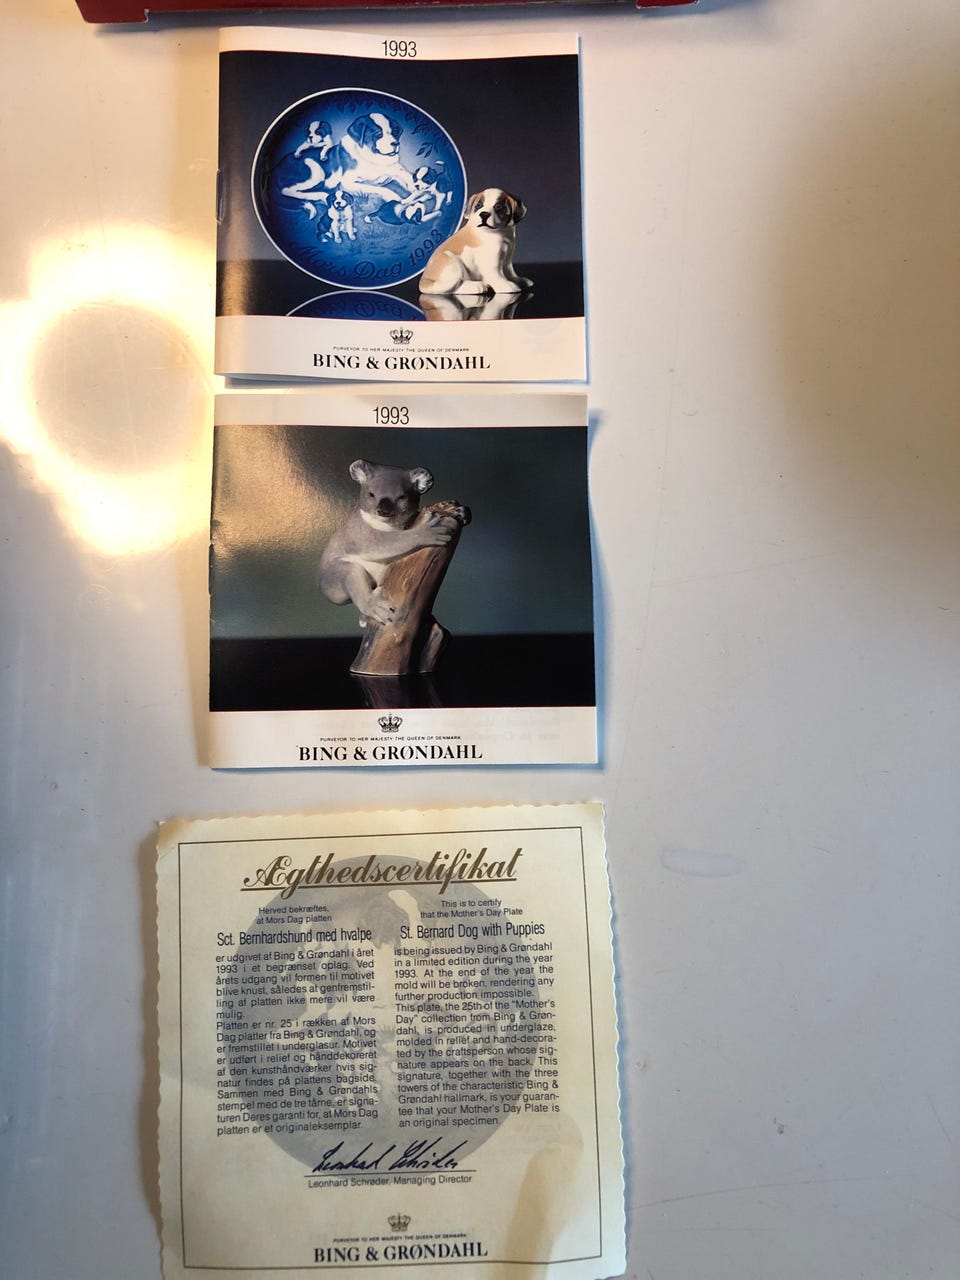 1993
Mors Dag 1993
PURVEYOR TO HER MAJESTY THE QUEEN OF DENMARK
BING & GRØNDAHL
1993
PURVEYOR TO HER MAJESTY THE QUEEN OF DENMARK
BING & GRØNDAHL
Ægthedscertifikat
Herved bekræftes,
at Mors Dag platten
Sct. Bernhardshund med hvalpe
er udgivet af Bing & Grøndahl i året
1993 i et begrænset oplag. Ved
årets udgang vil formen til motivet
blive knust, således at genfremstil-
ling af platten ikke mere vil være
mulig.
Platten er nr. 25 i rækken af Mors
Dag platter fra Bing & Grøndahl, og
er fremstillet i underglasur. Motivet
er udført i relief og hånddekoreret
af den kunsthåndværker hvis sig-
natur findes på plattens bagside.
Sammen med Bing & Grøndahls
stempel med de tre tårne, er signa-
turen Deres garanti for, at Mors Dag
platten er et originaleksemplar.
This is to certify
that the Mother's Day Plate
St. Bernard Dog with Puppies
is being issued by Bing & Grøndahl
in a limited edition during the year
1993. At the end of the year the
mold will be broken, rendering any
further production impossible.
This plate, the 25th of the "Mother's
Day" collection from Bing & Grøn-
dahl, is produced in underglaze,
molded in relief and hand-decora-
ted by the craftsperson whose sig-
nature appears on the back. This
signature, together with the three
towers of the characteristic Bing &
Grøndahl hallmark, is your guaran-
tee that your Mother's Day Plate is
an original specimen.
Leonhard Schrøder
Leonhard Schrøder, Managing Director
PURVEYOR TO HER MAJESTY THE QUEEN OF DENMARK
BING & GRØNDAHL